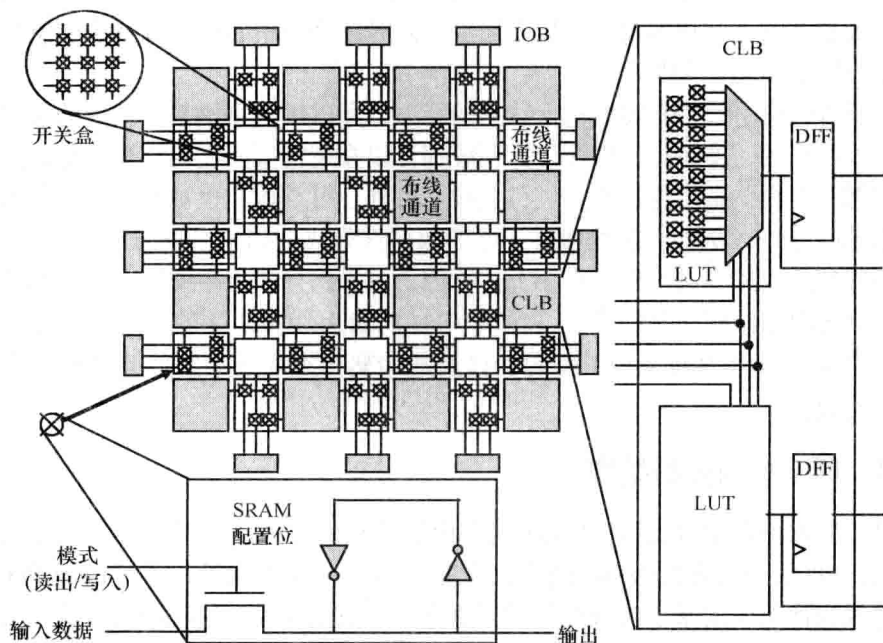 IOB
CLB
开关盒
布线
通道
布线
通道
DFF
LUT
CLB
SRAM
配置位
LUT
DFF
模式
(读出/写入)
输入数据
输出